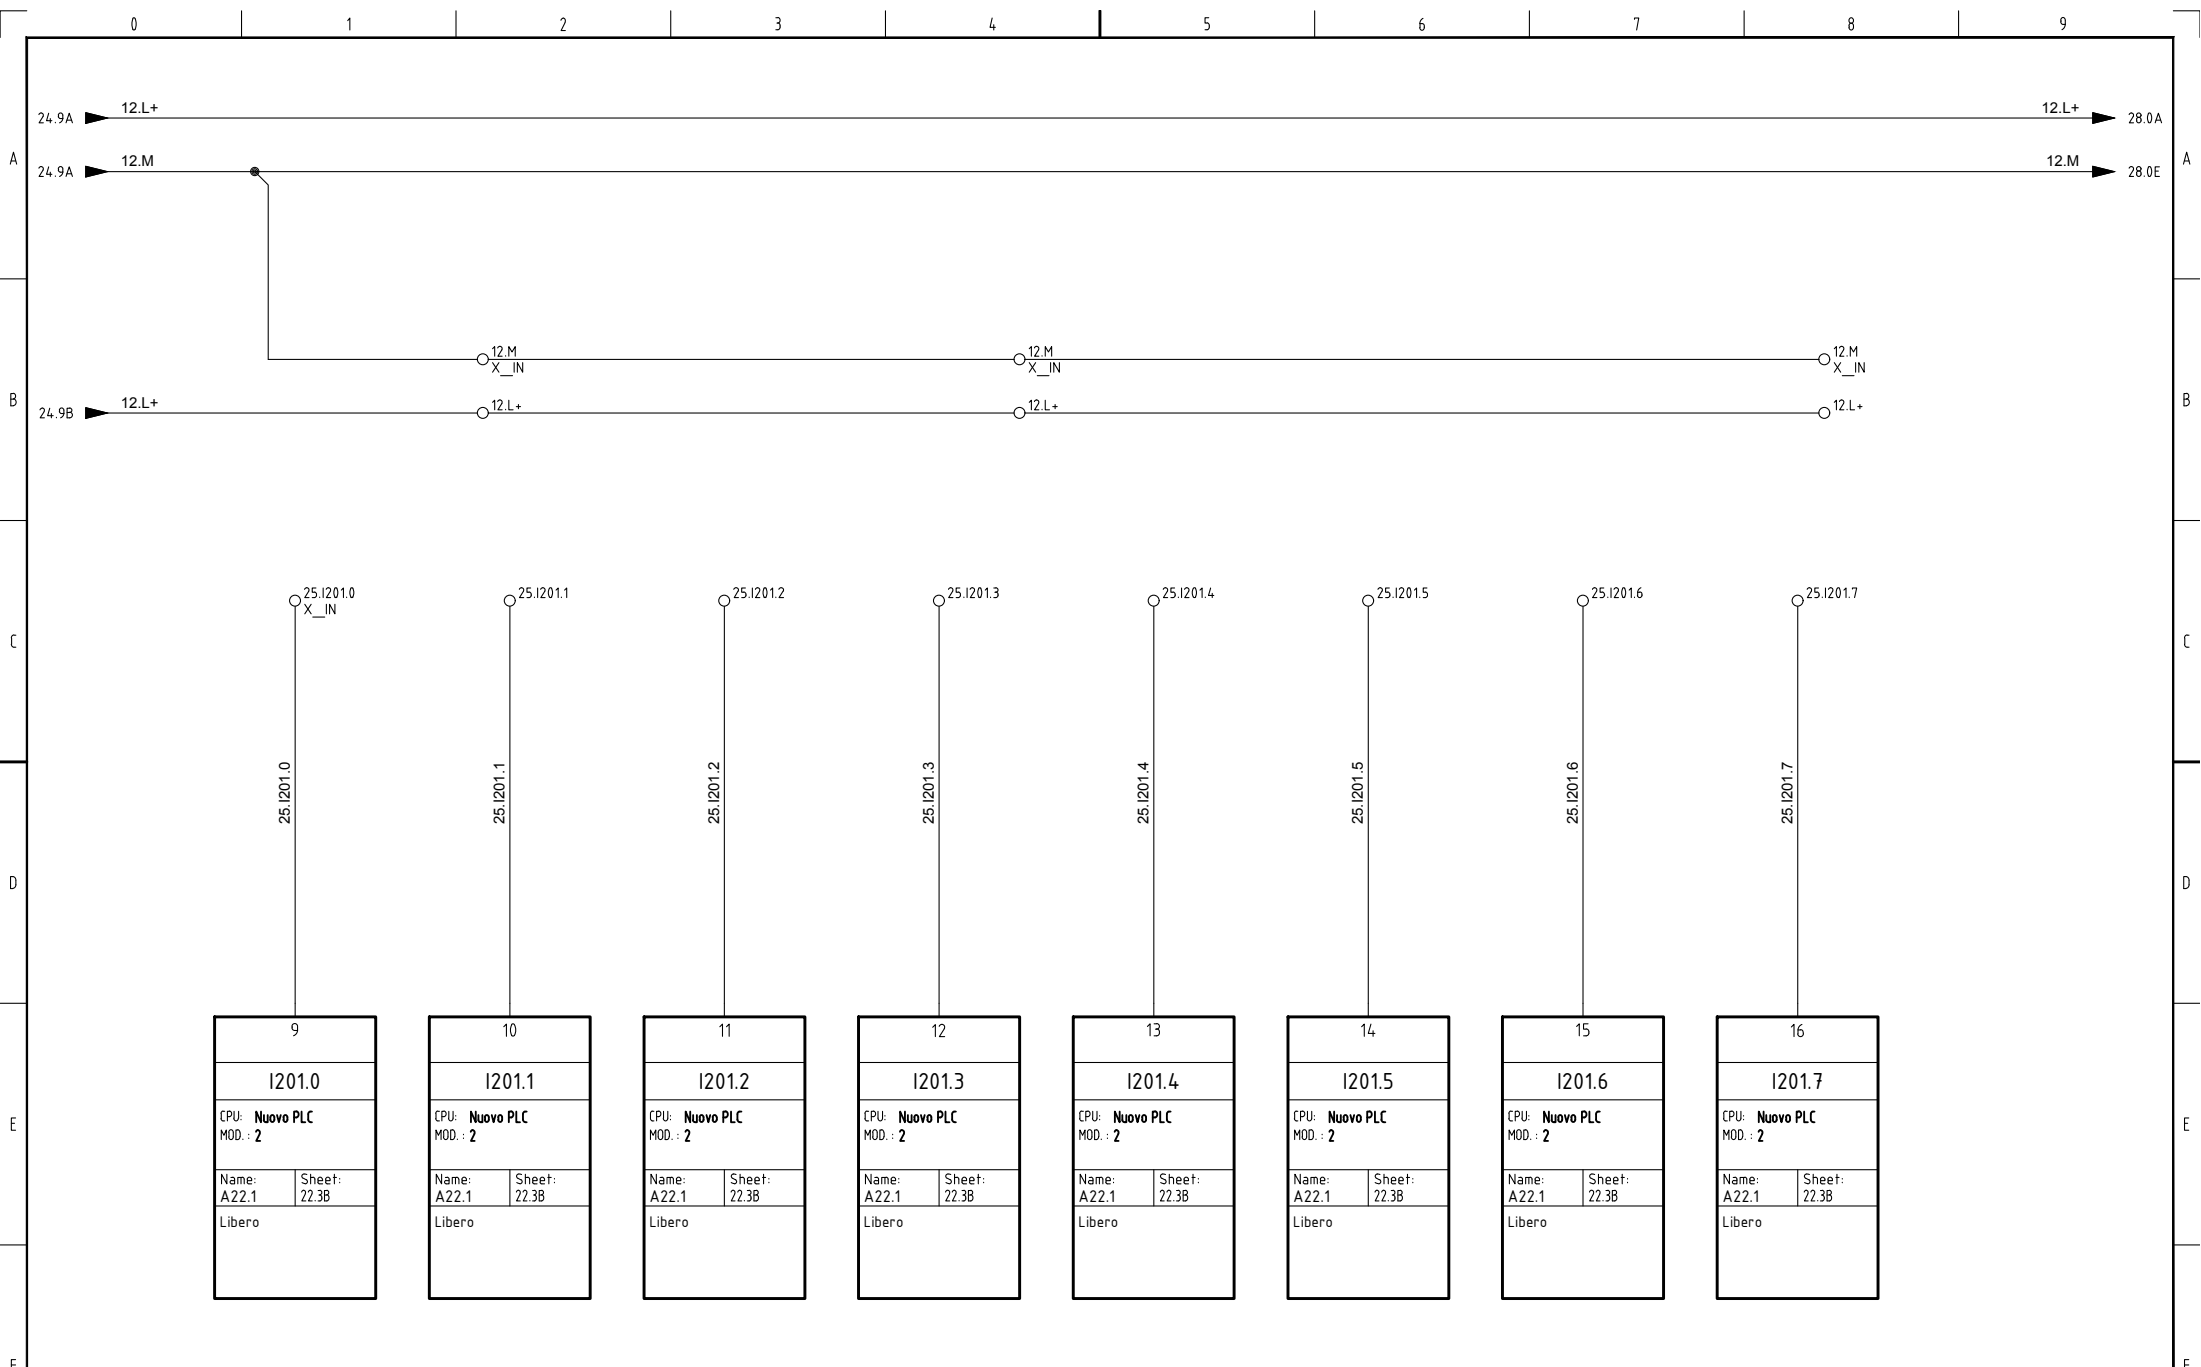 0 1 2 3 4 5 6 7 8 9
12.L+ 12.L+
24.9A 28.0A
A A
12.M 12.M
24.9A 28.0E
12.M 12.M 12.M
X__IN X__IN X__IN
B B
12.L+ 12.L+ 12.L+ 12.L+
24.9B
25.I201.0 25.I201.1 25.I201.2 25.I201.3 25.I201.4 25.I201.5 25.I201.6 25.I201.7
X__IN
C C
25.I201.0 25.I201.1 25.I201.2 25.I201.3 25.I201.4 25.I201.5 25.I201.6 25.I201.7
D D
9 10 11 12 13 14 15 16
I201.0 I201.1 I201.2 I201.3 I201.4 I201.5 I201.6 I201.7
E E
CPU: Nuovo PLC CPU: Nuovo PLC CPU: Nuovo PLC CPU: Nuovo PLC CPU: Nuovo PLC CPU: Nuovo PLC CPU: Nuovo PLC CPU: Nuovo PLC
MOD. : 2 MOD. : 2 MOD. : 2 MOD. : 2 MOD. : 2 MOD. : 2 MOD. : 2 MOD. : 2
Name: Sheet: Name: Sheet: Name: Sheet: Name: Sheet: Name: Sheet: Name: Sheet: Name: Sheet: Name: Sheet:
A22.1 22.3B A22.1 22.3B A22.1 22.3B A22.1 22.3B A22.1 22.3B A22.1 22.3B A22.1 22.3B A22.1 22.3B
Libero Libero Libero Libero Libero Libero Libero Libero